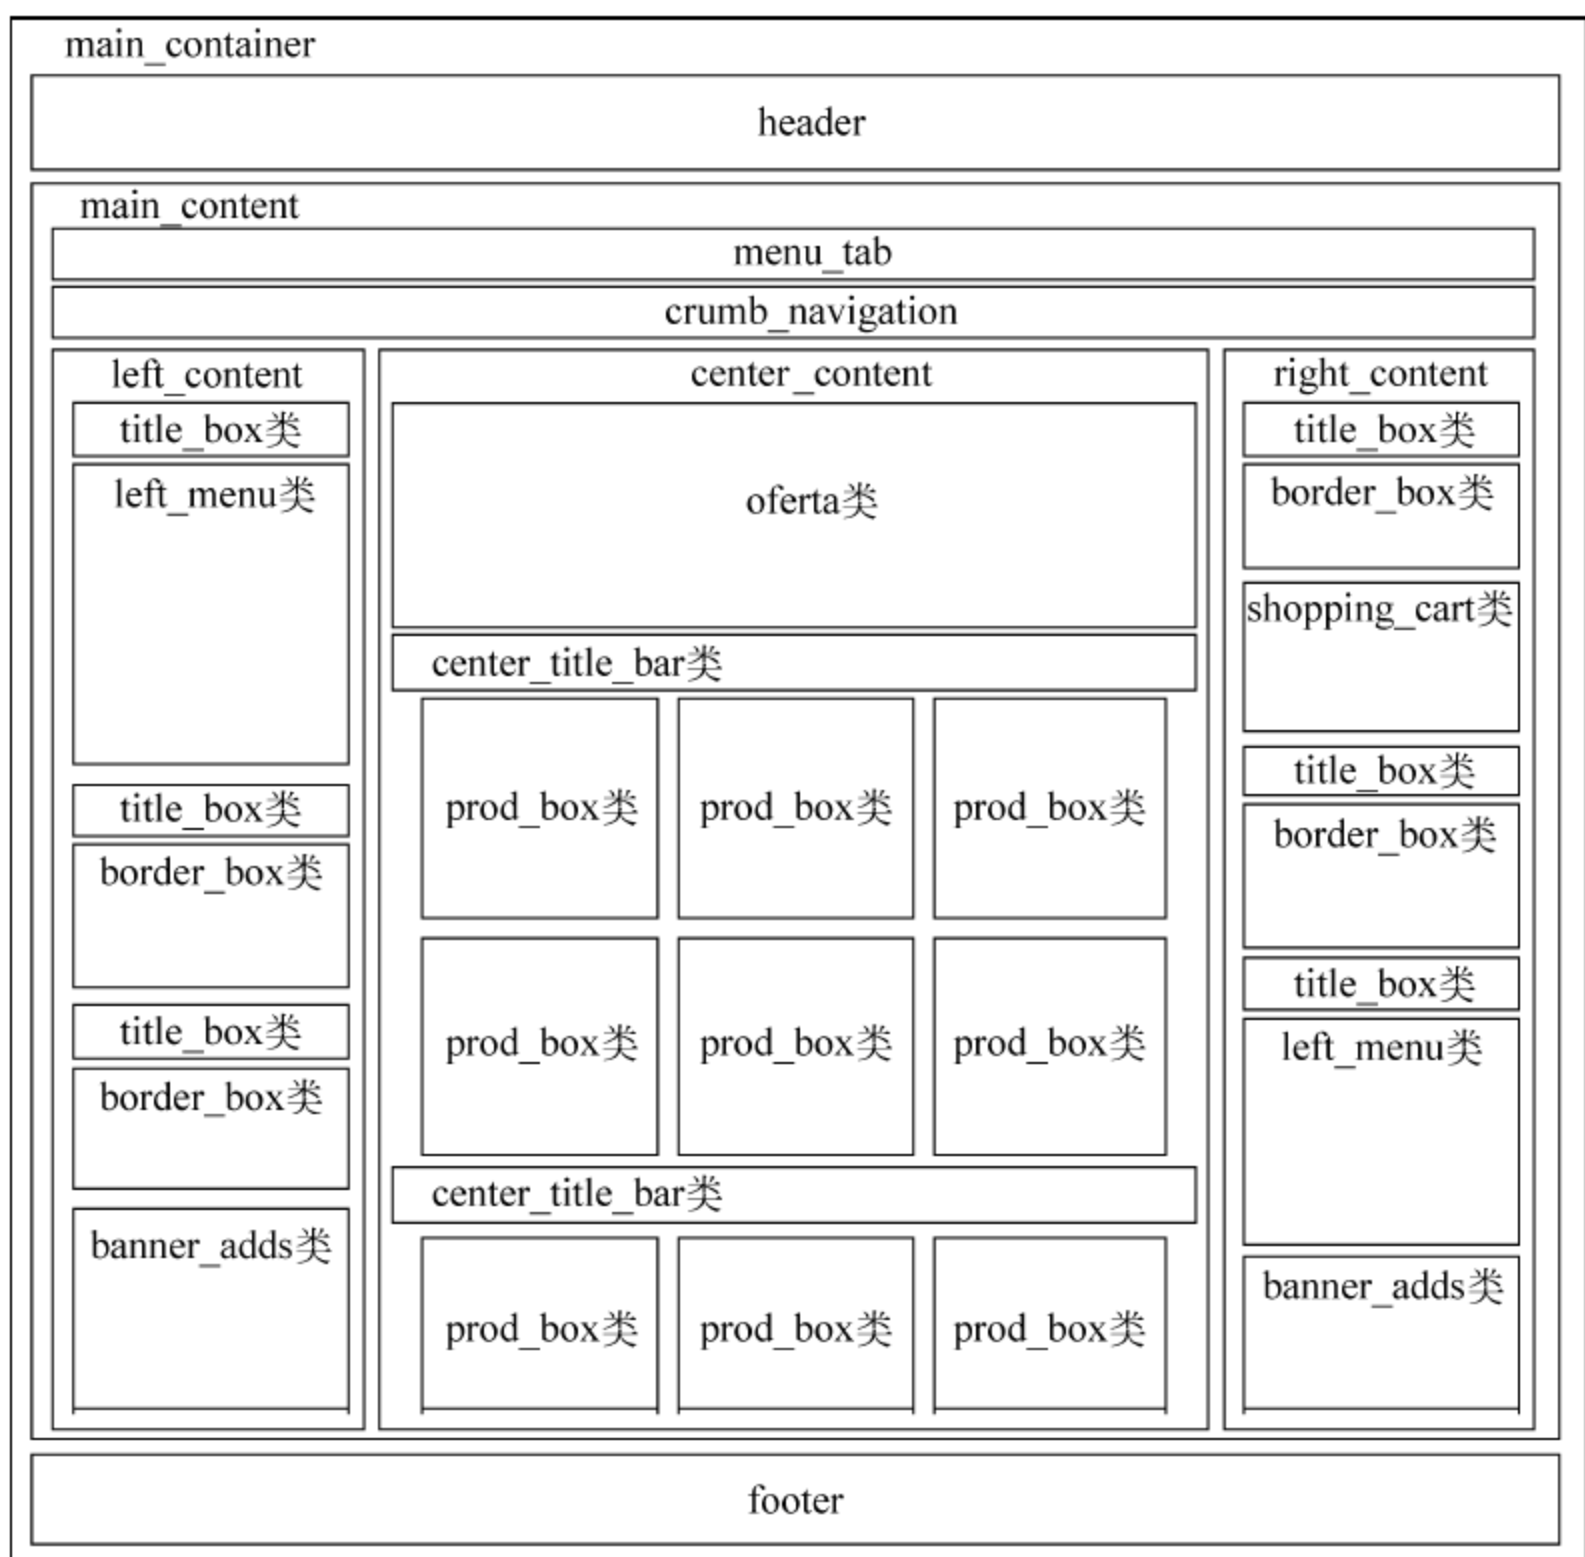 main_container
header
main_content
menu_tab
crumb_navigation
left_content
title_box类
left_menu类
title_box类
border_box类
title_box类
border_box类
banner_adds类
center_content
oferta类
center_title_bar类
prod_box类 prod_box类 prod_box类
prod_box类 prod_box类 prod_box类
center_title_bar类
prod_box类 prod_box类 prod_box类
right_content
title_box类
border_box类
shopping_cart类
title_box类
border_box类
title_box类
left_menu类
banner_adds类
footer